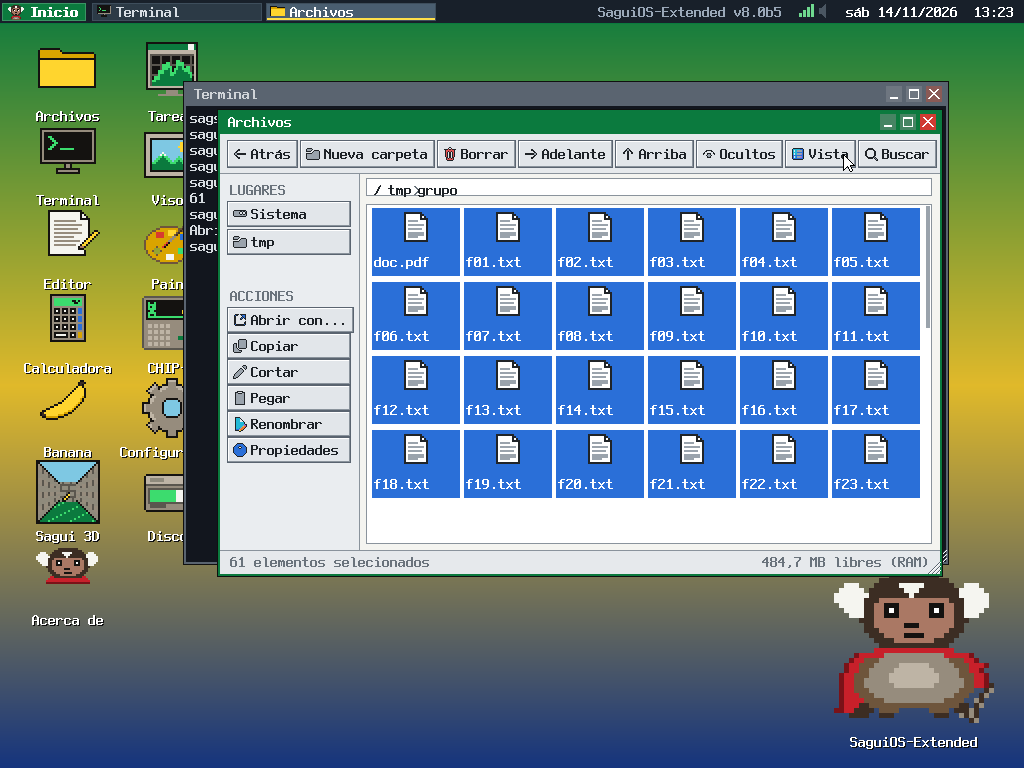 Inicio
Terminal
Archivos
SaguiOS-Extended v8.0b5
sáb 14/11/2026
13:23
Archivos
Terminal
Editor
Calculadora
CHIP
Banana
Sagui 3D
Acerca de
Terminal
61
Archivos
Atrás
Nueva carpeta
Borrar
Adelante
Arriba
Ocultos
Vista
Buscar
LUGARES
Sistema
tmp
ACCIONES
Abrir con...
Copiar
Cortar
Pegar
Renombrar
Propiedades
/ tmp grupo
doc.pdf f01.txt f02.txt f03.txt f04.txt f05.txt
f06.txt f07.txt f08.txt f09.txt f10.txt f11.txt
f12.txt f13.txt f14.txt f15.txt f16.txt f17.txt
f18.txt f19.txt f20.txt f21.txt f22.txt f23.txt
61 elementos selecionados
484,7 MB libres (RAM)
SaguiOS-Extended